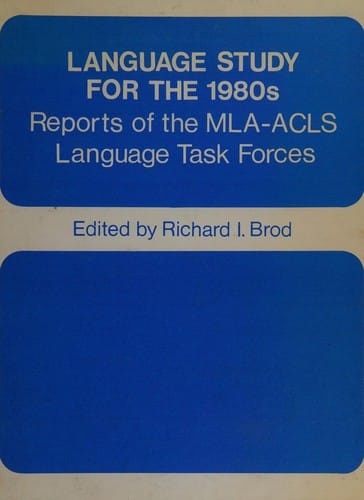 LANGUAGE STUDY
FOR THE 1980s
Reports of the MLA-ACLS
Language Task Forces
Edited by Richard I. Brod